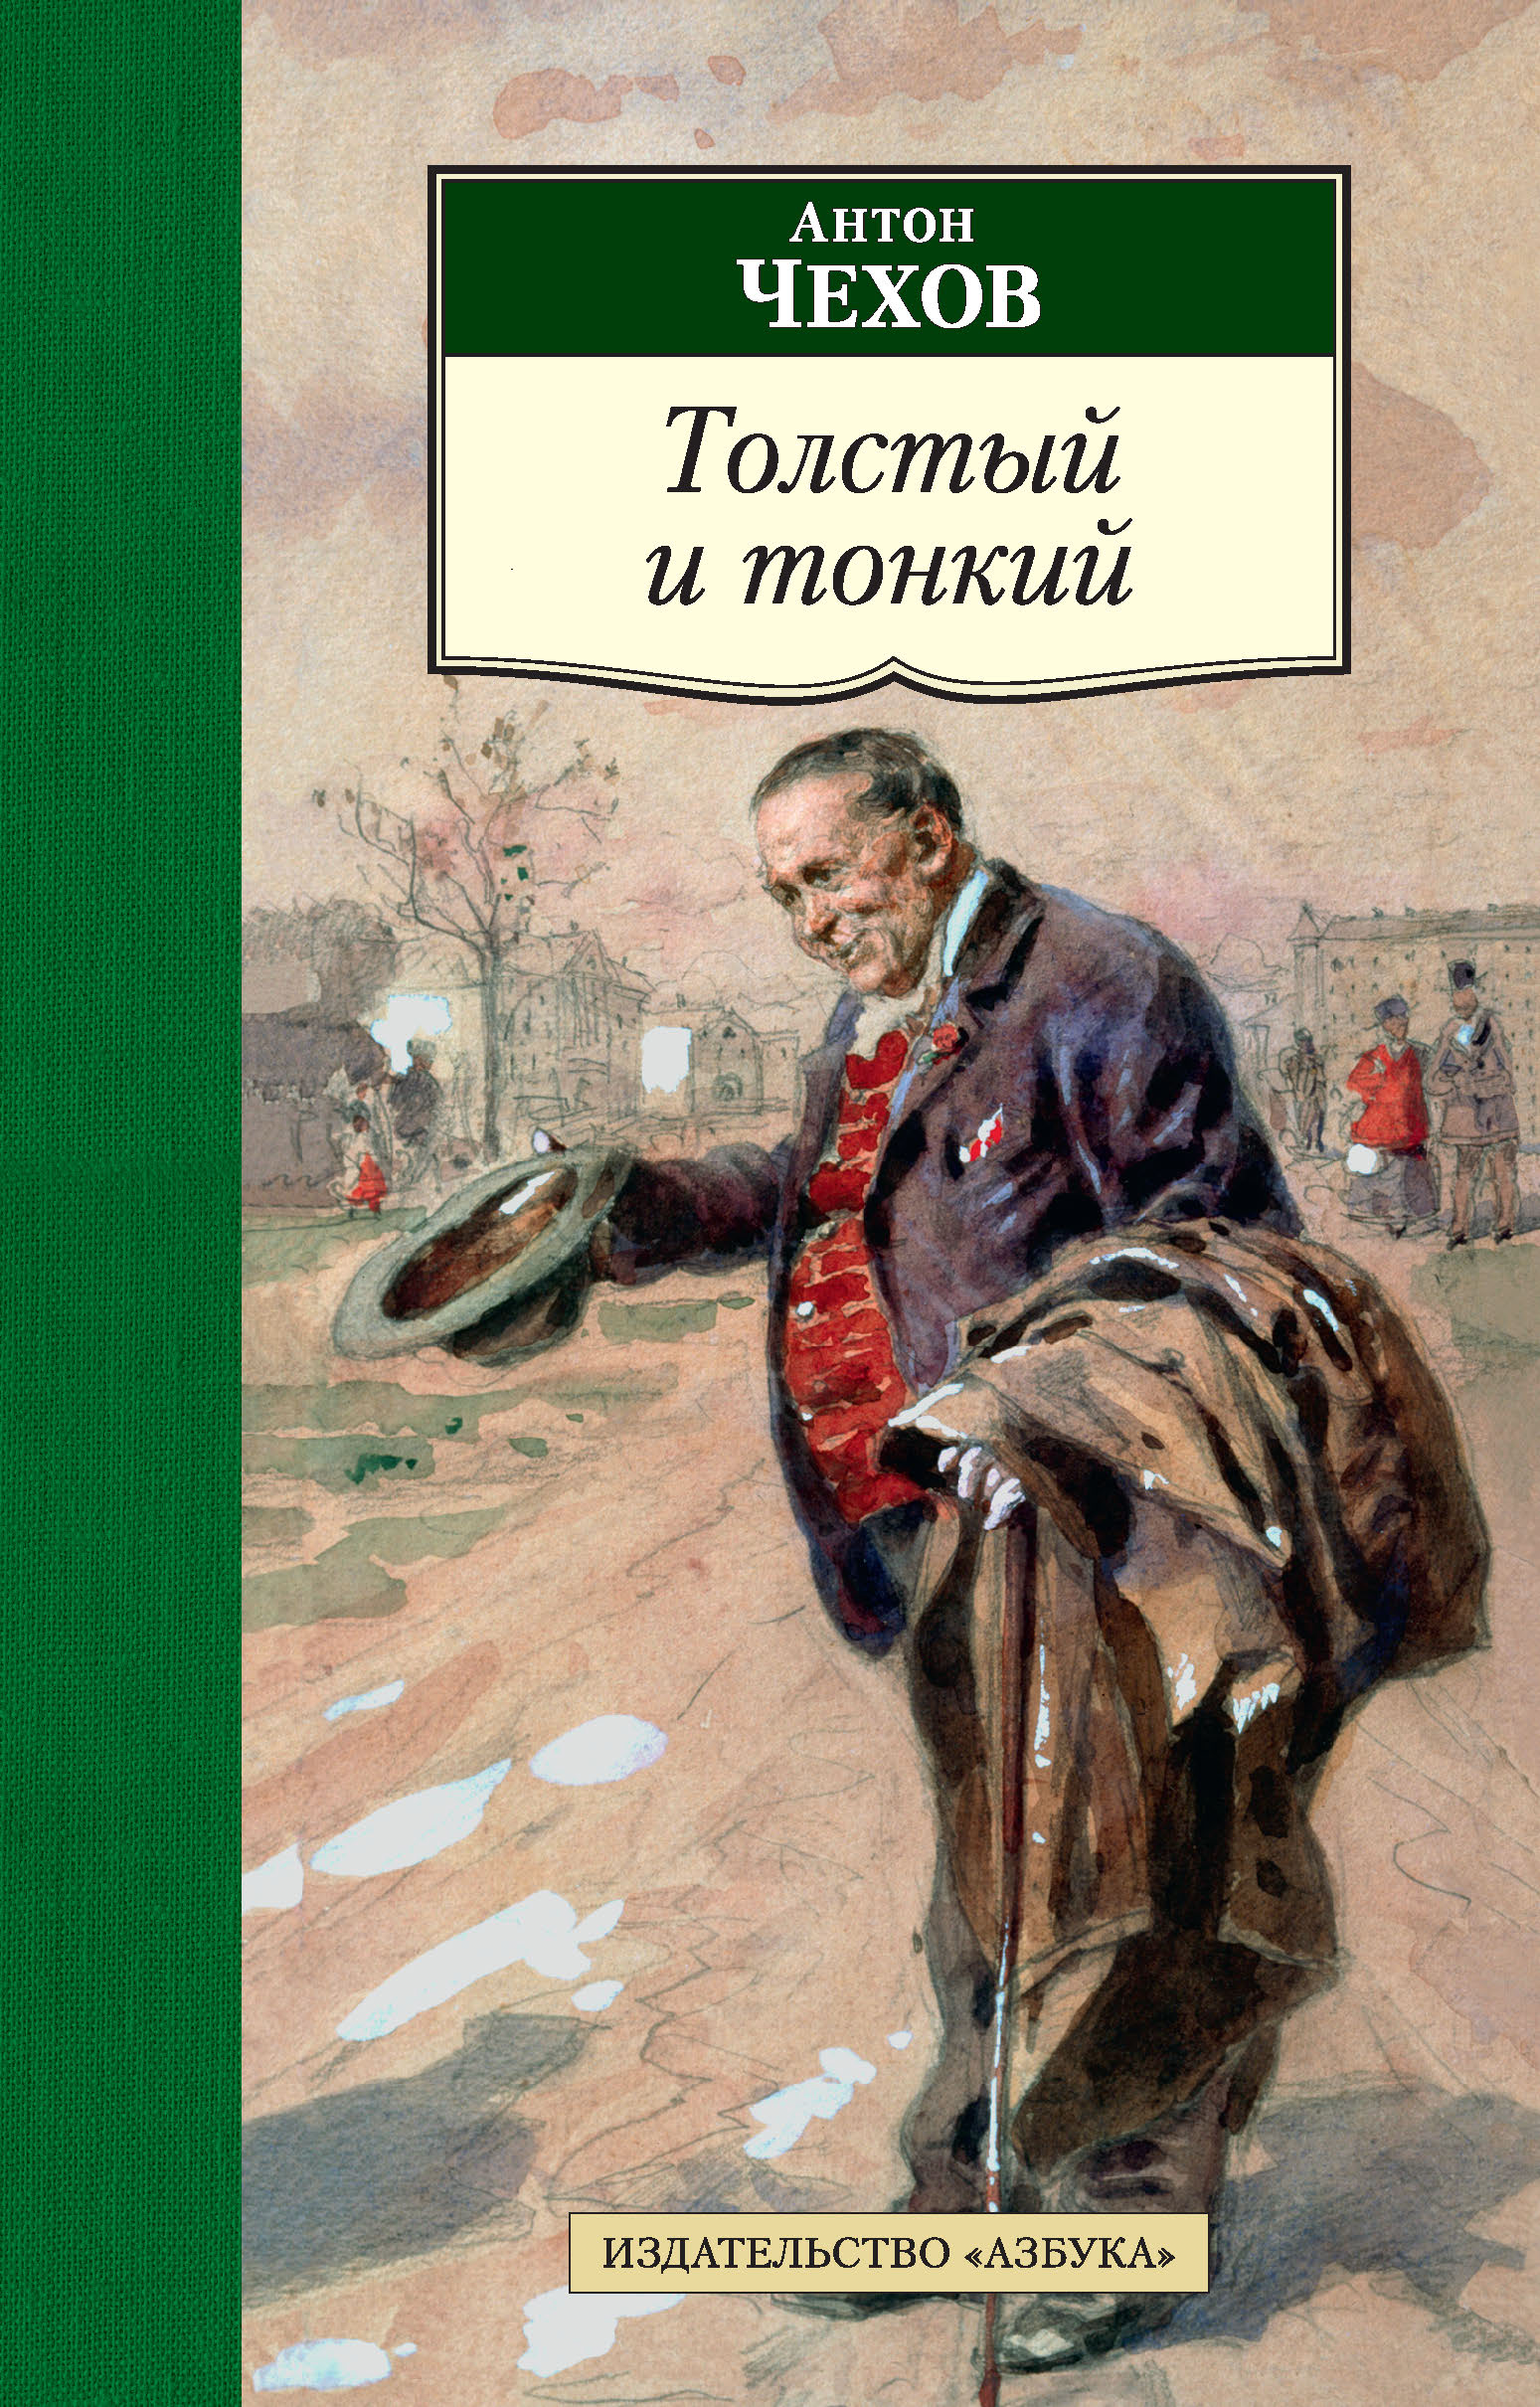 Антон
ЧЕХОВ
Толстый
и тонкий
ИЗДАТЕЛЬСТВО «АЗБУКА»